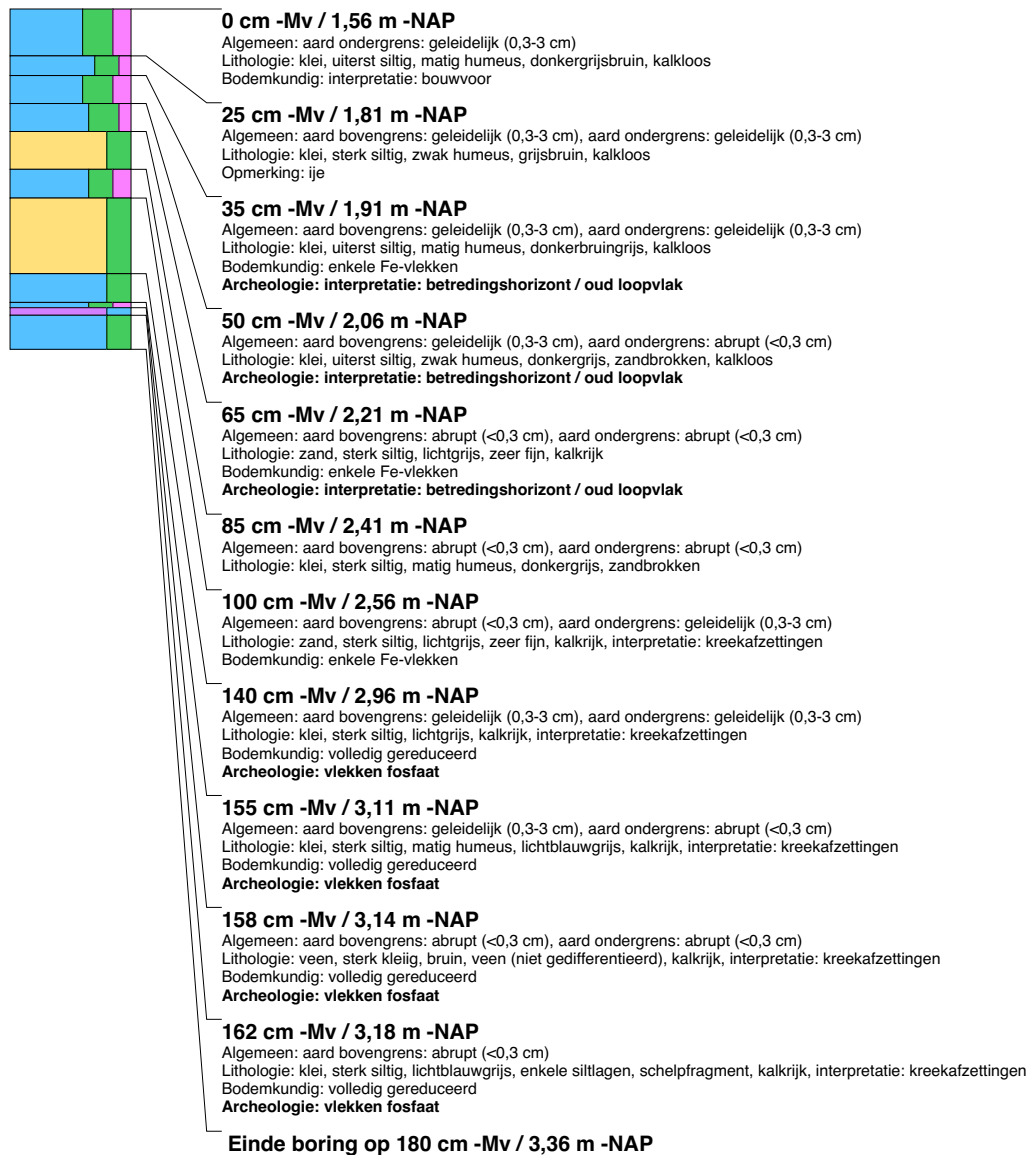 0 cm -Mv / 1,56 m -NAP
Algemeen: aard ondergrens: geleidelijk (0,3-3 cm)
Lithologie: klei, uiterst siltig, matig humeus, donkergrijsbruin, kalkloos
Bodemkundig: interpretatie: bouwvoor
25 cm -Mv / 1,81 m -NAP
Algemeen: aard bovengrens: geleidelijk (0,3-3 cm), aard ondergrens: geleidelijk (0,3-3 cm)
Lithologie: klei, sterk siltig, zwak humeus, grijsbruin, kalkloos
Opmerking: ije
35 cm -Mv / 1,91 m -NAP
Algemeen: aard bovengrens: geleidelijk (0,3-3 cm), aard ondergrens: geleidelijk (0,3-3 cm)
Lithologie: klei, uiterst siltig, matig humeus, donkerbruingrijs, kalkloos
Bodemkundig: enkele Fe-vlekken
Archeologie: interpretatie: betredingshorizont / oud loopvlak
50 cm -Mv / 2,06 m -NAP
Algemeen: aard bovengrens: geleidelijk (0,3-3 cm), aard ondergrens: abrupt (<0,3 cm)
Lithologie: klei, uiterst siltig, zwak humeus, donkergrijs, zandbrokken, kalkloos
Archeologie: interpretatie: betredingshorizont / oud loopvlak
65 cm -Mv / 2,21 m -NAP
Algemeen: aard bovengrens: abrupt (<0,3 cm), aard ondergrens: abrupt (<0,3 cm)
Lithologie: zand, sterk siltig, lichtgrijs, zeer fijn, kalkrijk
Bodemkundig: enkele Fe-vlekken
Archeologie: interpretatie: betredingshorizont / oud loopvlak
85 cm -Mv / 2,41 m -NAP
Algemeen: aard bovengrens: abrupt (<0,3 cm), aard ondergrens: abrupt (<0,3 cm)
Lithologie: klei, sterk siltig, matig humeus, donkergrijs, zandbrokken
100 cm -Mv / 2,56 m -NAP
Algemeen: aard bovengrens: abrupt (<0,3 cm), aard ondergrens: geleidelijk (0,3-3 cm)
Lithologie: zand, sterk siltig, lichtgrijs, zeer fijn, kalkrijk, interpretatie: kreekafzettingen
Bodemkundig: enkele Fe-vlekken
140 cm -Mv / 2,96 m -NAP
Algemeen: aard bovengrens: geleidelijk (0,3-3 cm), aard ondergrens: geleidelijk (0,3-3 cm)
Lithologie: klei, sterk siltig, lichtgrijs, kalkrijk, interpretatie: kreekafzettingen
Bodemkundig: volledig gereduceerd
Archeologie: vlekken fosfaat
155 cm -Mv / 3,11 m -NAP
Algemeen: aard bovengrens: geleidelijk (0,3-3 cm), aard ondergrens: abrupt (<0,3 cm)
Lithologie: klei, sterk siltig, matig humeus, lichtblauwgrijs, kalkrijk, interpretatie: kreekafzettingen
Bodemkundig: volledig gereduceerd
Archeologie: vlekken fosfaat
158 cm -Mv / 3,14 m -NAP
Algemeen: aard bovengrens: abrupt (<0,3 cm), aard ondergrens: abrupt (<0,3 cm)
Lithologie: veen, sterk kleiig, bruin, veen (niet gedifferentieerd), kalkrijk, interpretatie: kreekafzettingen
Bodemkundig: volledig gereduceerd
Archeologie: vlekken fosfaat
162 cm -Mv / 3,18 m -NAP
Algemeen: aard bovengrens: abrupt (<0,3 cm)
Lithologie: klei, sterk siltig, lichtblauwgrijs, enkele siltlagen, schelpfragment, kalkrijk, interpretatie: kreekafzettingen
Bodemkundig: volledig gereduceerd
Archeologie: vlekken fosfaat
Einde boring op 180 cm -Mv / 3,36 m -NAP